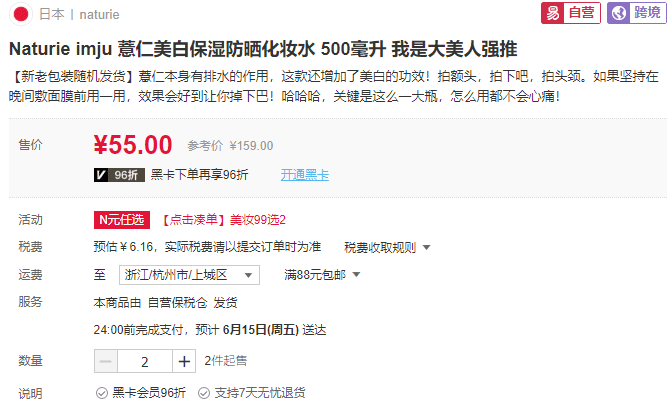 日本 | naturie
易 自营
跨境
Naturie imju 薏仁美白保湿防晒化妆水 500毫升 我是大美人强推
【新老包装随机发货】薏仁本身有排水的作用，这款还增加了美白的功效！拍额头，拍下吧，拍头颈。如果坚持在
晚间敷面膜前用一用，效果会好到让你掉下巴！哈哈哈，关键是这么一大瓶，怎么用都不会心痛！
售价 ¥55.00 参考价 ¥159.00
V 96折 黑卡下单再享96折 开通黑卡
活动 N元任选 【点击凑单】美妆99选2
税费 预估￥6.16，实际税费请以提交订单时为准 税费收取规则
运费 至 浙江/杭州市/上城区 满88元包邮
服务 本商品由 自营保税仓 发货
24:00前完成支付，预计 6月15日(周五) 送达
数量 2 2件起售
说明 黑卡会员96折 支持7天无忧退货